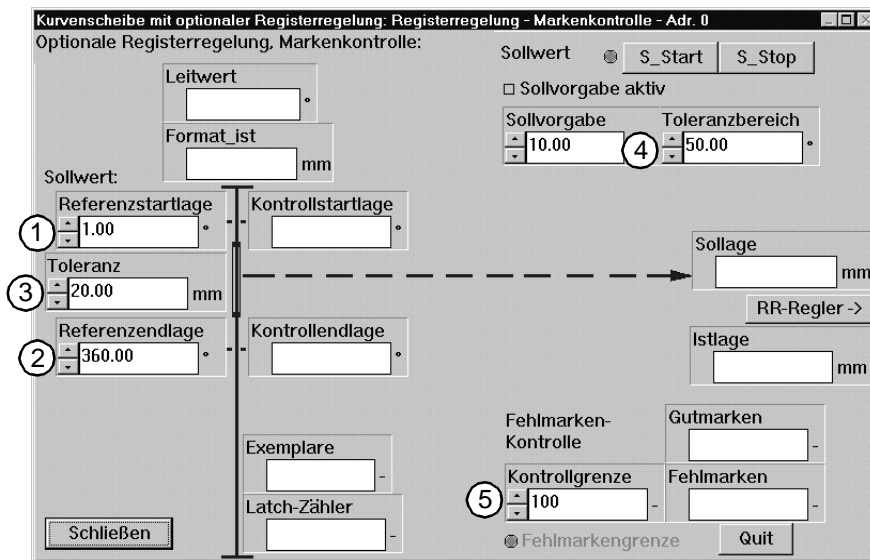 Kurvenscheibe mit optionaler Registerregelung: Registerregelung - Markenkontrolle - Adr. 0
Optionale Registerregelung, Markenkontrolle:
Sollwert S_Start S_Stop
Leitwert
°
Sollvorgabe aktiv
Format_ist
mm
Sollvorgabe Toleranzbereich
10.00 4 50.00 °
Sollwert:
Referenzstartlage Kontrollstartlage
1 1.00 ° °
Toleranz
3 20.00 mm
Sollage
mm
RR-Regler ->
Referenzendlage Kontrollendlage
2 360.00 ° °
Istlage
mm
Fehlmarken-
Kontrolle
Gutmarken
-
Exemplare
-
Kontrollgrenze Fehlmarken
5 100 - -
Latch-Zähler
-
Schließen
Fehlmarkengrenze Quit